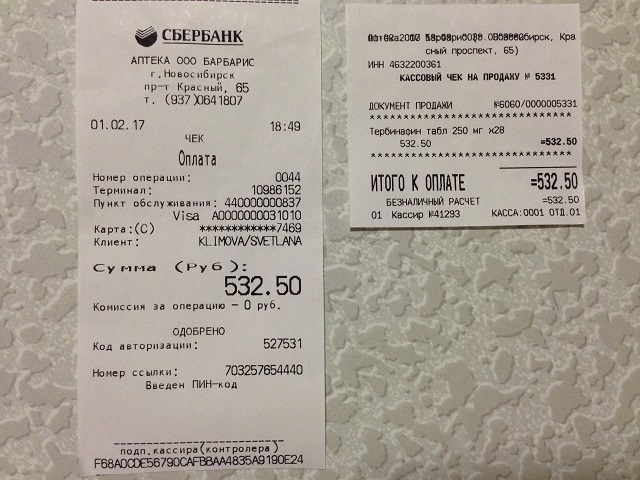 СБЕРБАНК
АПТЕКА ООО БАРБАРИС
г.Новосибирск
пр-т Красный, 65
т. (937)0641807
01.02.17 18:49
ЧЕК
Оплата
Номер операции: 0044
Терминал: 10986152
Пункт обслуживания: 440000000837
Visa A0000000031010
Карта:(C) ************7469
Клиент: KLIMOVA/SVETLANA
Сумма (Руб):
532.50
Комиссия за операцию – 0 руб.
ОДОБРЕНО
Код авторизации: 527531
Номер ссылки: 703257654440
Введен ПИН-код
подп.кассира(контролера)
F68A0CDE56790CAFBBAA4835A9190E24
сный проспект, 65)
ИНН 4632200361
КАССОВЫЙ ЧЕК НА ПРОДАЖУ № 5331
ДОКУМЕНТ ПРОДАЖИ №6060/0000005331
*******************************
Тербинафин табл 250 мг x28
532.50 =532.50
*******************************
ИТОГО К ОПЛАТЕ =532.50
БЕЗНАЛИЧНЫЙ РАСЧЕТ =532.50
01 Кассир №41293 КАССА:0001 ОТД.01